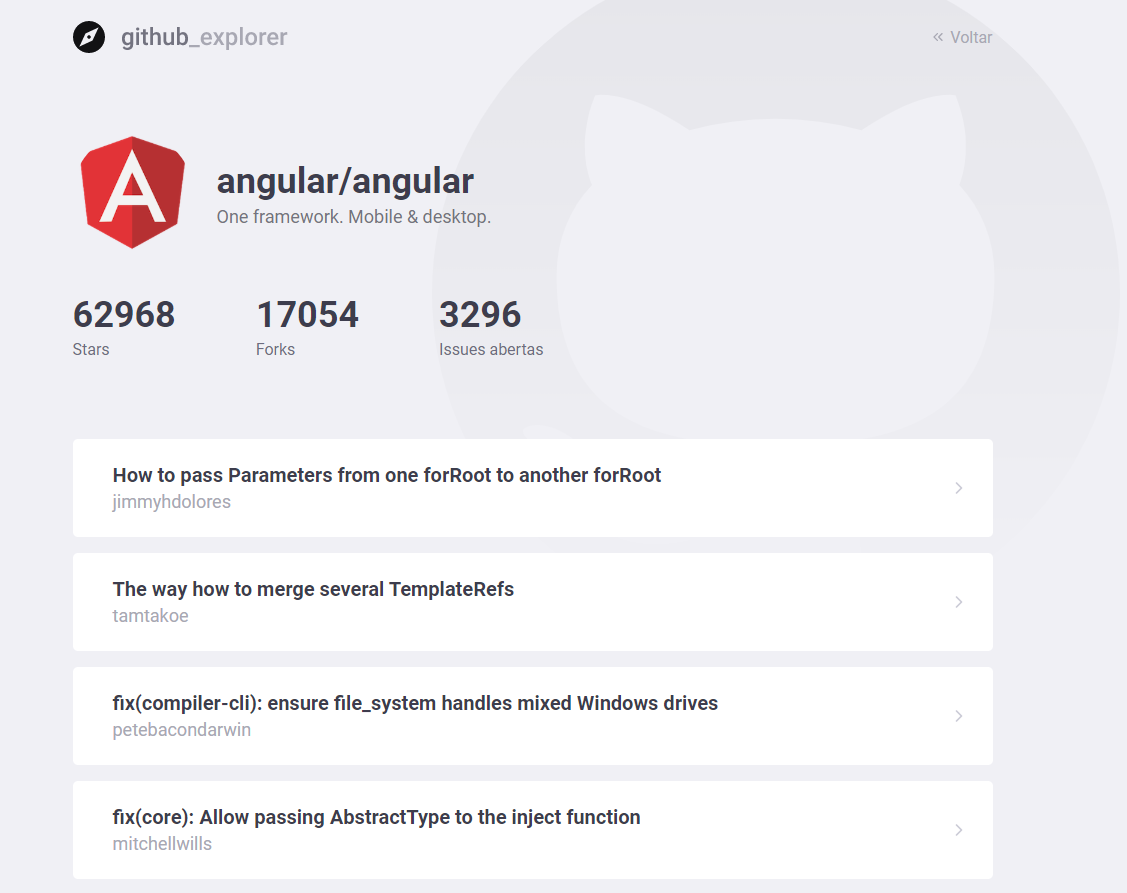 github_explorer
Voltar
angular/angular
One framework. Mobile & desktop.
62968 17054 3296
Stars Forks Issues abertas
How to pass Parameters from one forRoot to another forRoot
jimmyhdolores
The way how to merge several TemplateRefs
tamtakoe
fix(compiler-cli): ensure file_system handles mixed Windows drives
petebacondarwin
fix(core): Allow passing AbstractType to the inject function
mitchellwills